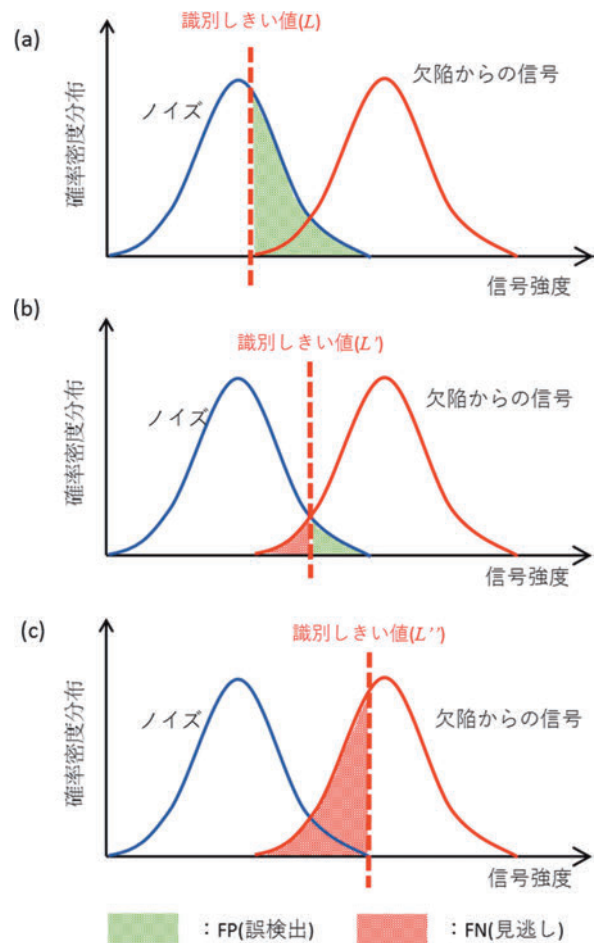 (a)
識別しきい値(L)
ノイズ
欠陥からの信号
確率密度分布
信号強度
(b)
識別しきい値(L')
ノイズ
欠陥からの信号
確率密度分布
信号強度
(c)
識別しきい値(L'')
ノイズ
欠陥からの信号
確率密度分布
信号強度
:FP(誤検出)
:FN(見逃し)